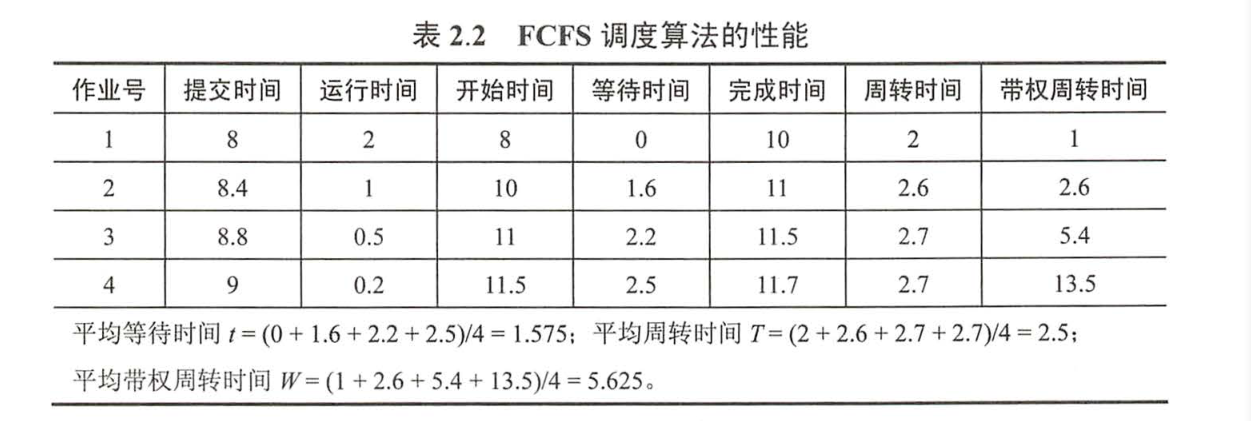 表 2.2 FCFS 调度算法的性能
作业号 提交时间 运行时间 开始时间 等待时间 完成时间 周转时间 带权周转时间
1 8 2 8 0 10 2 1
2 8.4 1 10 1.6 11 2.6 2.6
3 8.8 0.5 11 2.2 11.5 2.7 5.4
4 9 0.2 11.5 2.5 11.7 2.7 13.5
平均等待时间 t = (0 + 1.6 + 2.2 + 2.5)/4 = 1.575；平均周转时间 T = (2 + 2.6 + 2.7 + 2.7)/4 = 2.5；
平均带权周转时间 W = (1 + 2.6 + 5.4 + 13.5)/4 = 5.625。